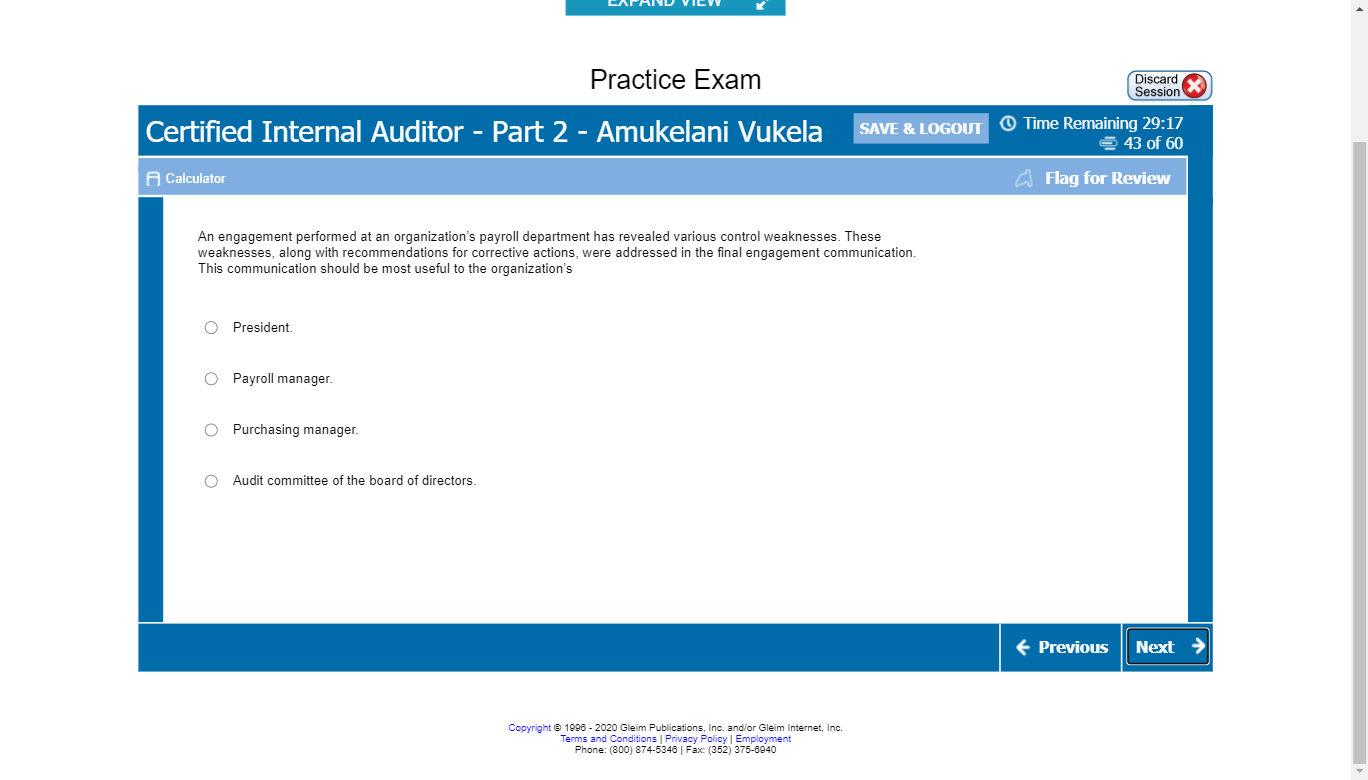 EXPAND VIEW
Practice Exam
Discard
Session
Certified Internal Auditor - Part 2 - Amukelani Vukela
SAVE & LOGOUT
Time Remaining 29:17
43 of 60
Calculator
Flag for Review
An engagement performed at an organization's payroll department has revealed various control weaknesses. These
weaknesses, along with recommendations for corrective actions, were addressed in the final engagement communication.
This communication should be most useful to the organization's
President.
Payroll manager.
Purchasing manager.
Audit committee of the board of directors.
Previous
Next
Copyright © 1996 - 2020 Gleim Publications, Inc. and/or Gleim Internet, Inc.
Terms and Conditions | Privacy Policy | Employment
Phone: (800) 874-5346 | Fax: (352) 375-6940